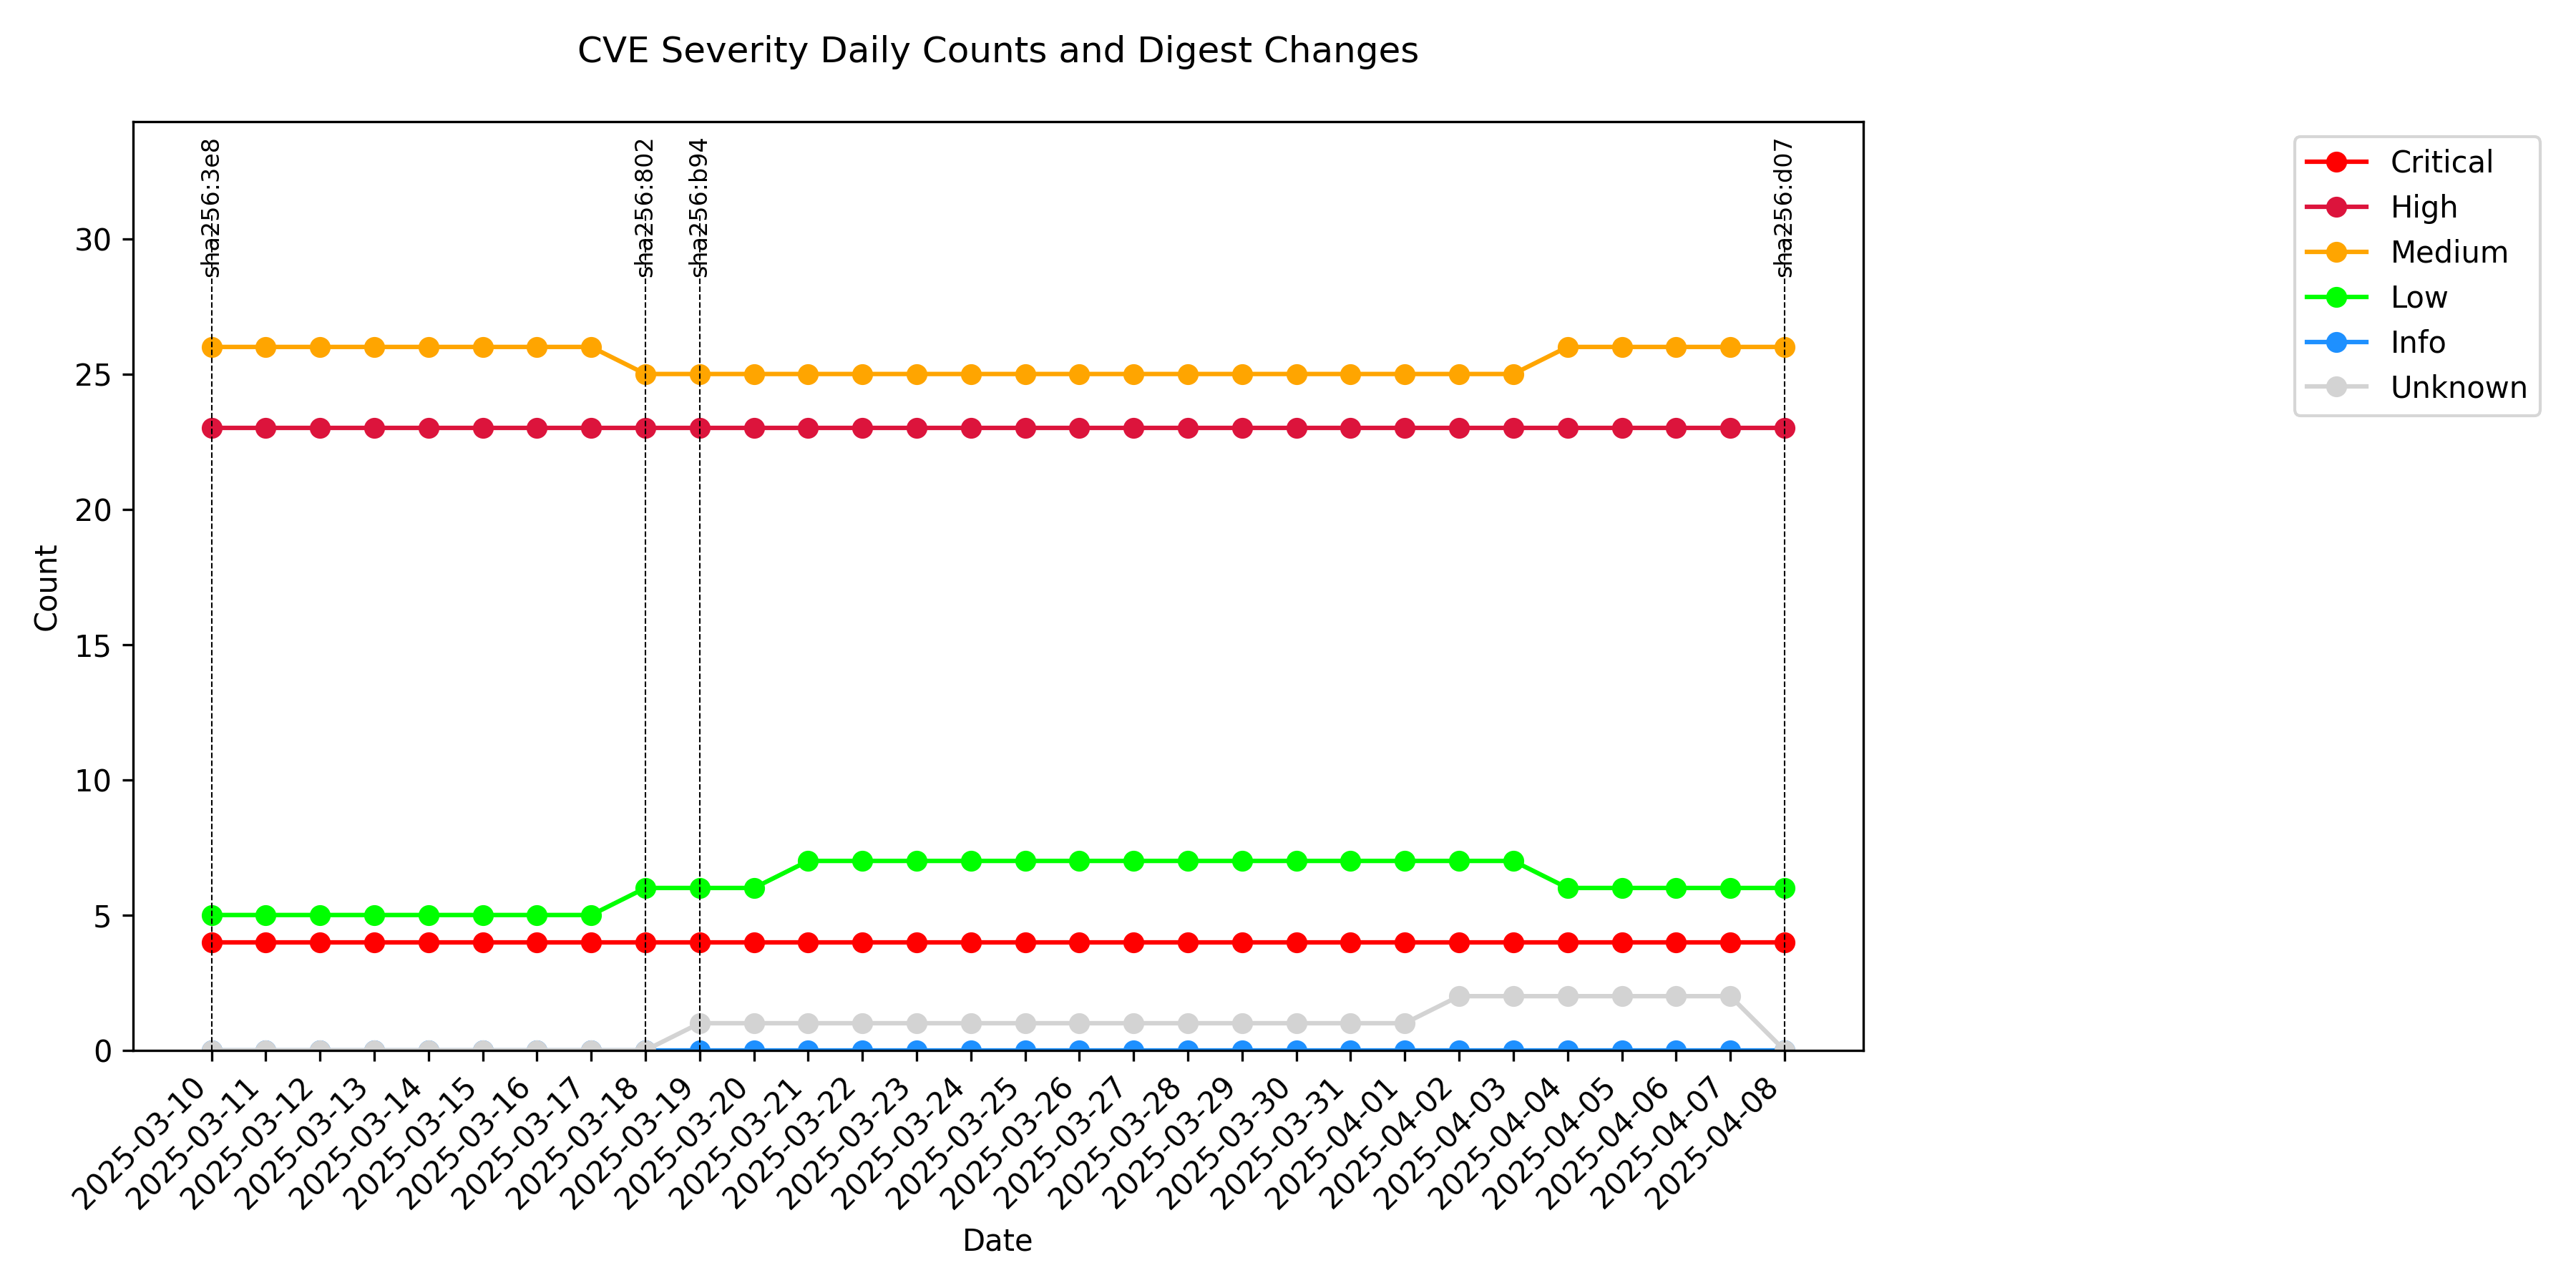 CVE Severity Daily Counts and Digest Changes
sha256:3e8
sha256:802
sha256:b94
sha256:d07
Critical
High
Medium
Low
Info
Unknown
Count
30
25
20
15
10
5
0
2025-03-10
2025-03-11
2025-03-12
2025-03-13
2025-03-14
2025-03-15
2025-03-16
2025-03-17
2025-03-18
2025-03-19
2025-03-20
2025-03-21
2025-03-22
2025-03-23
2025-03-24
2025-03-25
2025-03-26
2025-03-27
2025-03-28
2025-03-29
2025-03-30
2025-03-31
2025-04-01
2025-04-02
2025-04-03
2025-04-04
2025-04-05
2025-04-06
2025-04-07
2025-04-08
Date